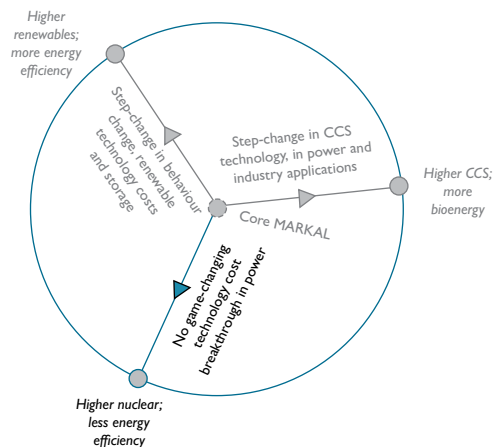 Higher
renewables;
more energy
efficiency
Step-change in behaviour
change, renewable
technology costs
and storage
Step-change in CCS
technology, in power and
industry applications
Higher CCS;
more
bioenergy
Core MARKAL
No game-changing
technology cost
breakthrough in power
Higher nuclear;
less energy
efficiency